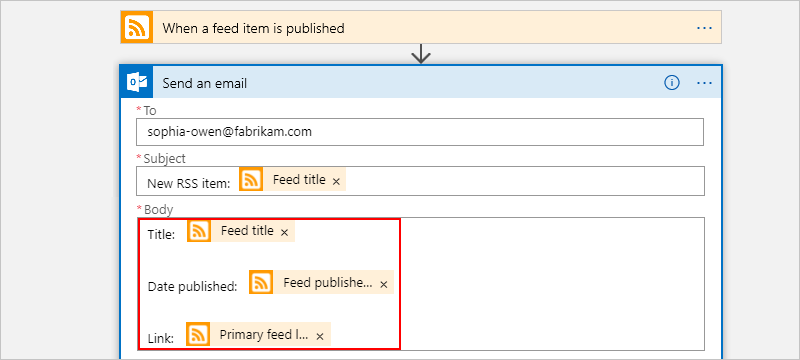 When a feed item is published
Send an email
*To
sophia-owen@fabrikam.com
*Subject
New RSS item: Feed title ×
*Body
Title: Feed title ×
Date published: Feed publishe... ×
Link: Primary feed l... ×